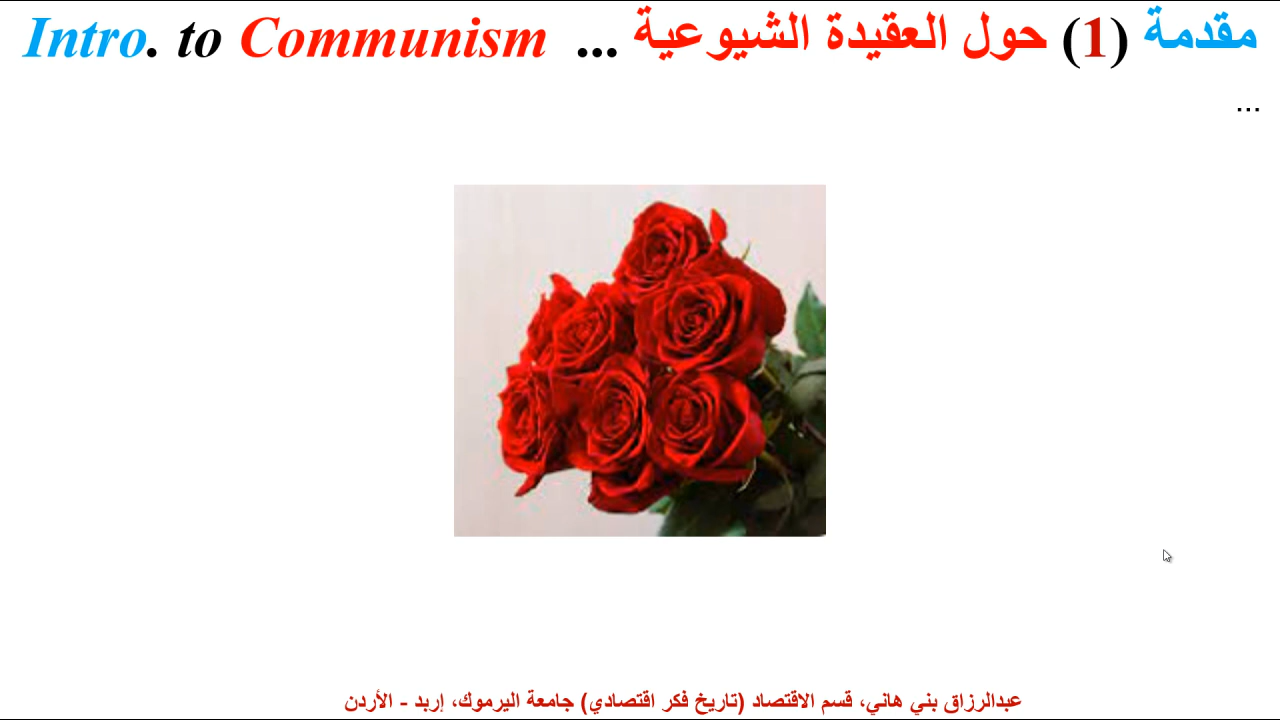 مقدمة (1) حول العقيدة الشيوعية ... Intro. to Communism
...
عبدالرزاق بني هاني، قسم الاقتصاد (تاريخ فكر اقتصادي) جامعة اليرموك، إربد - الأردن